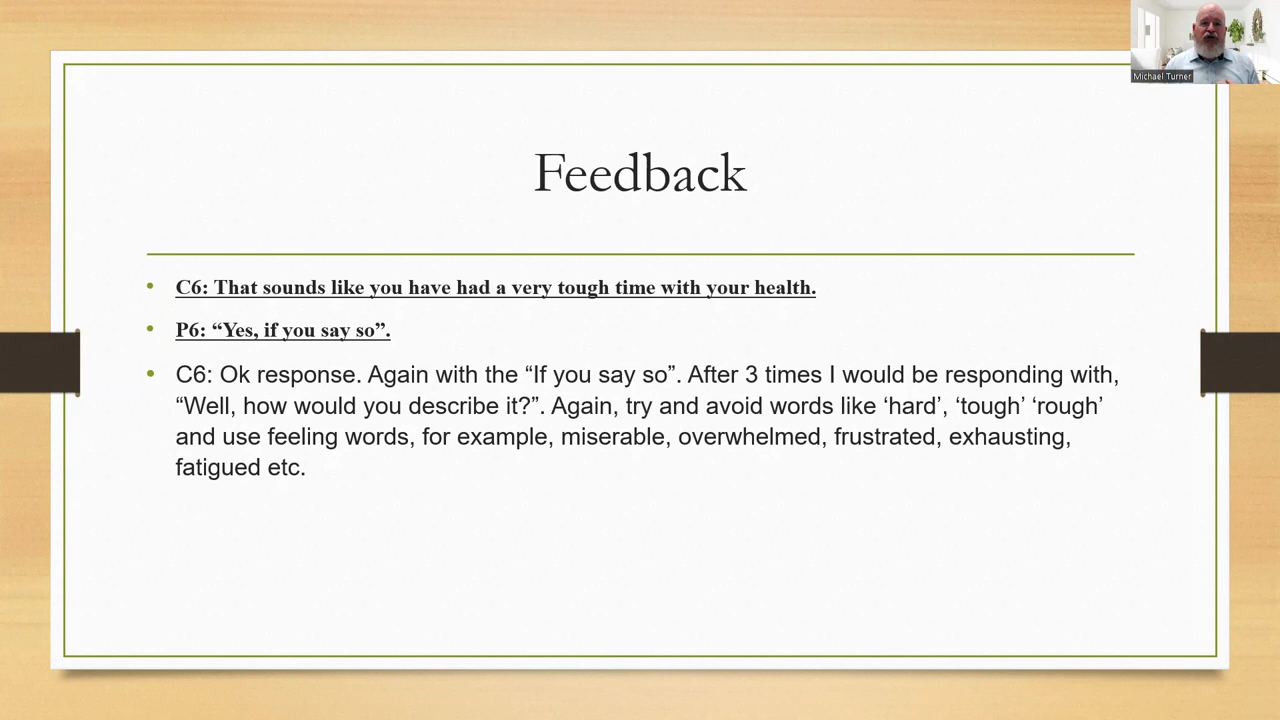 Michael Turner
Feedback
• C6: That sounds like you have had a very tough time with your health.
• P6: “Yes, if you say so”.
• C6: Ok response. Again with the “If you say so”. After 3 times I would be responding with,
“Well, how would you describe it?”. Again, try and avoid words like ‘hard’, ‘tough’ ‘rough’
and use feeling words, for example, miserable, overwhelmed, frustrated, exhausting,
fatigued etc.